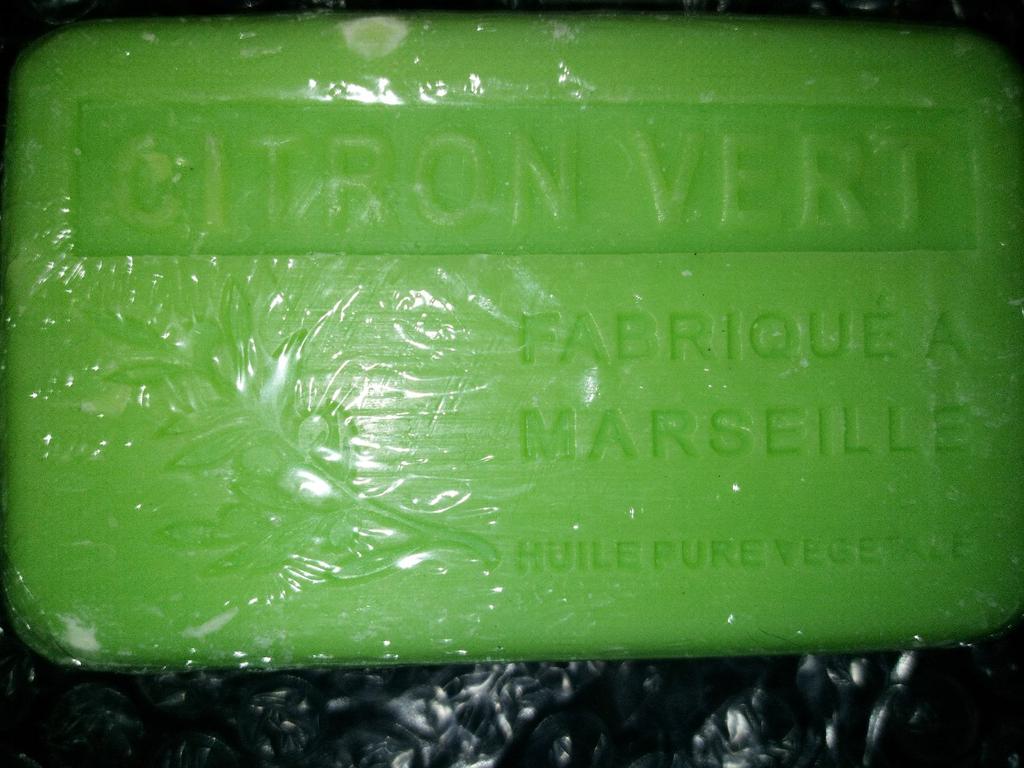 CITRON VERT
FABRIQUÉ A
MARSEILLE
HUILE PURE VEGETALE